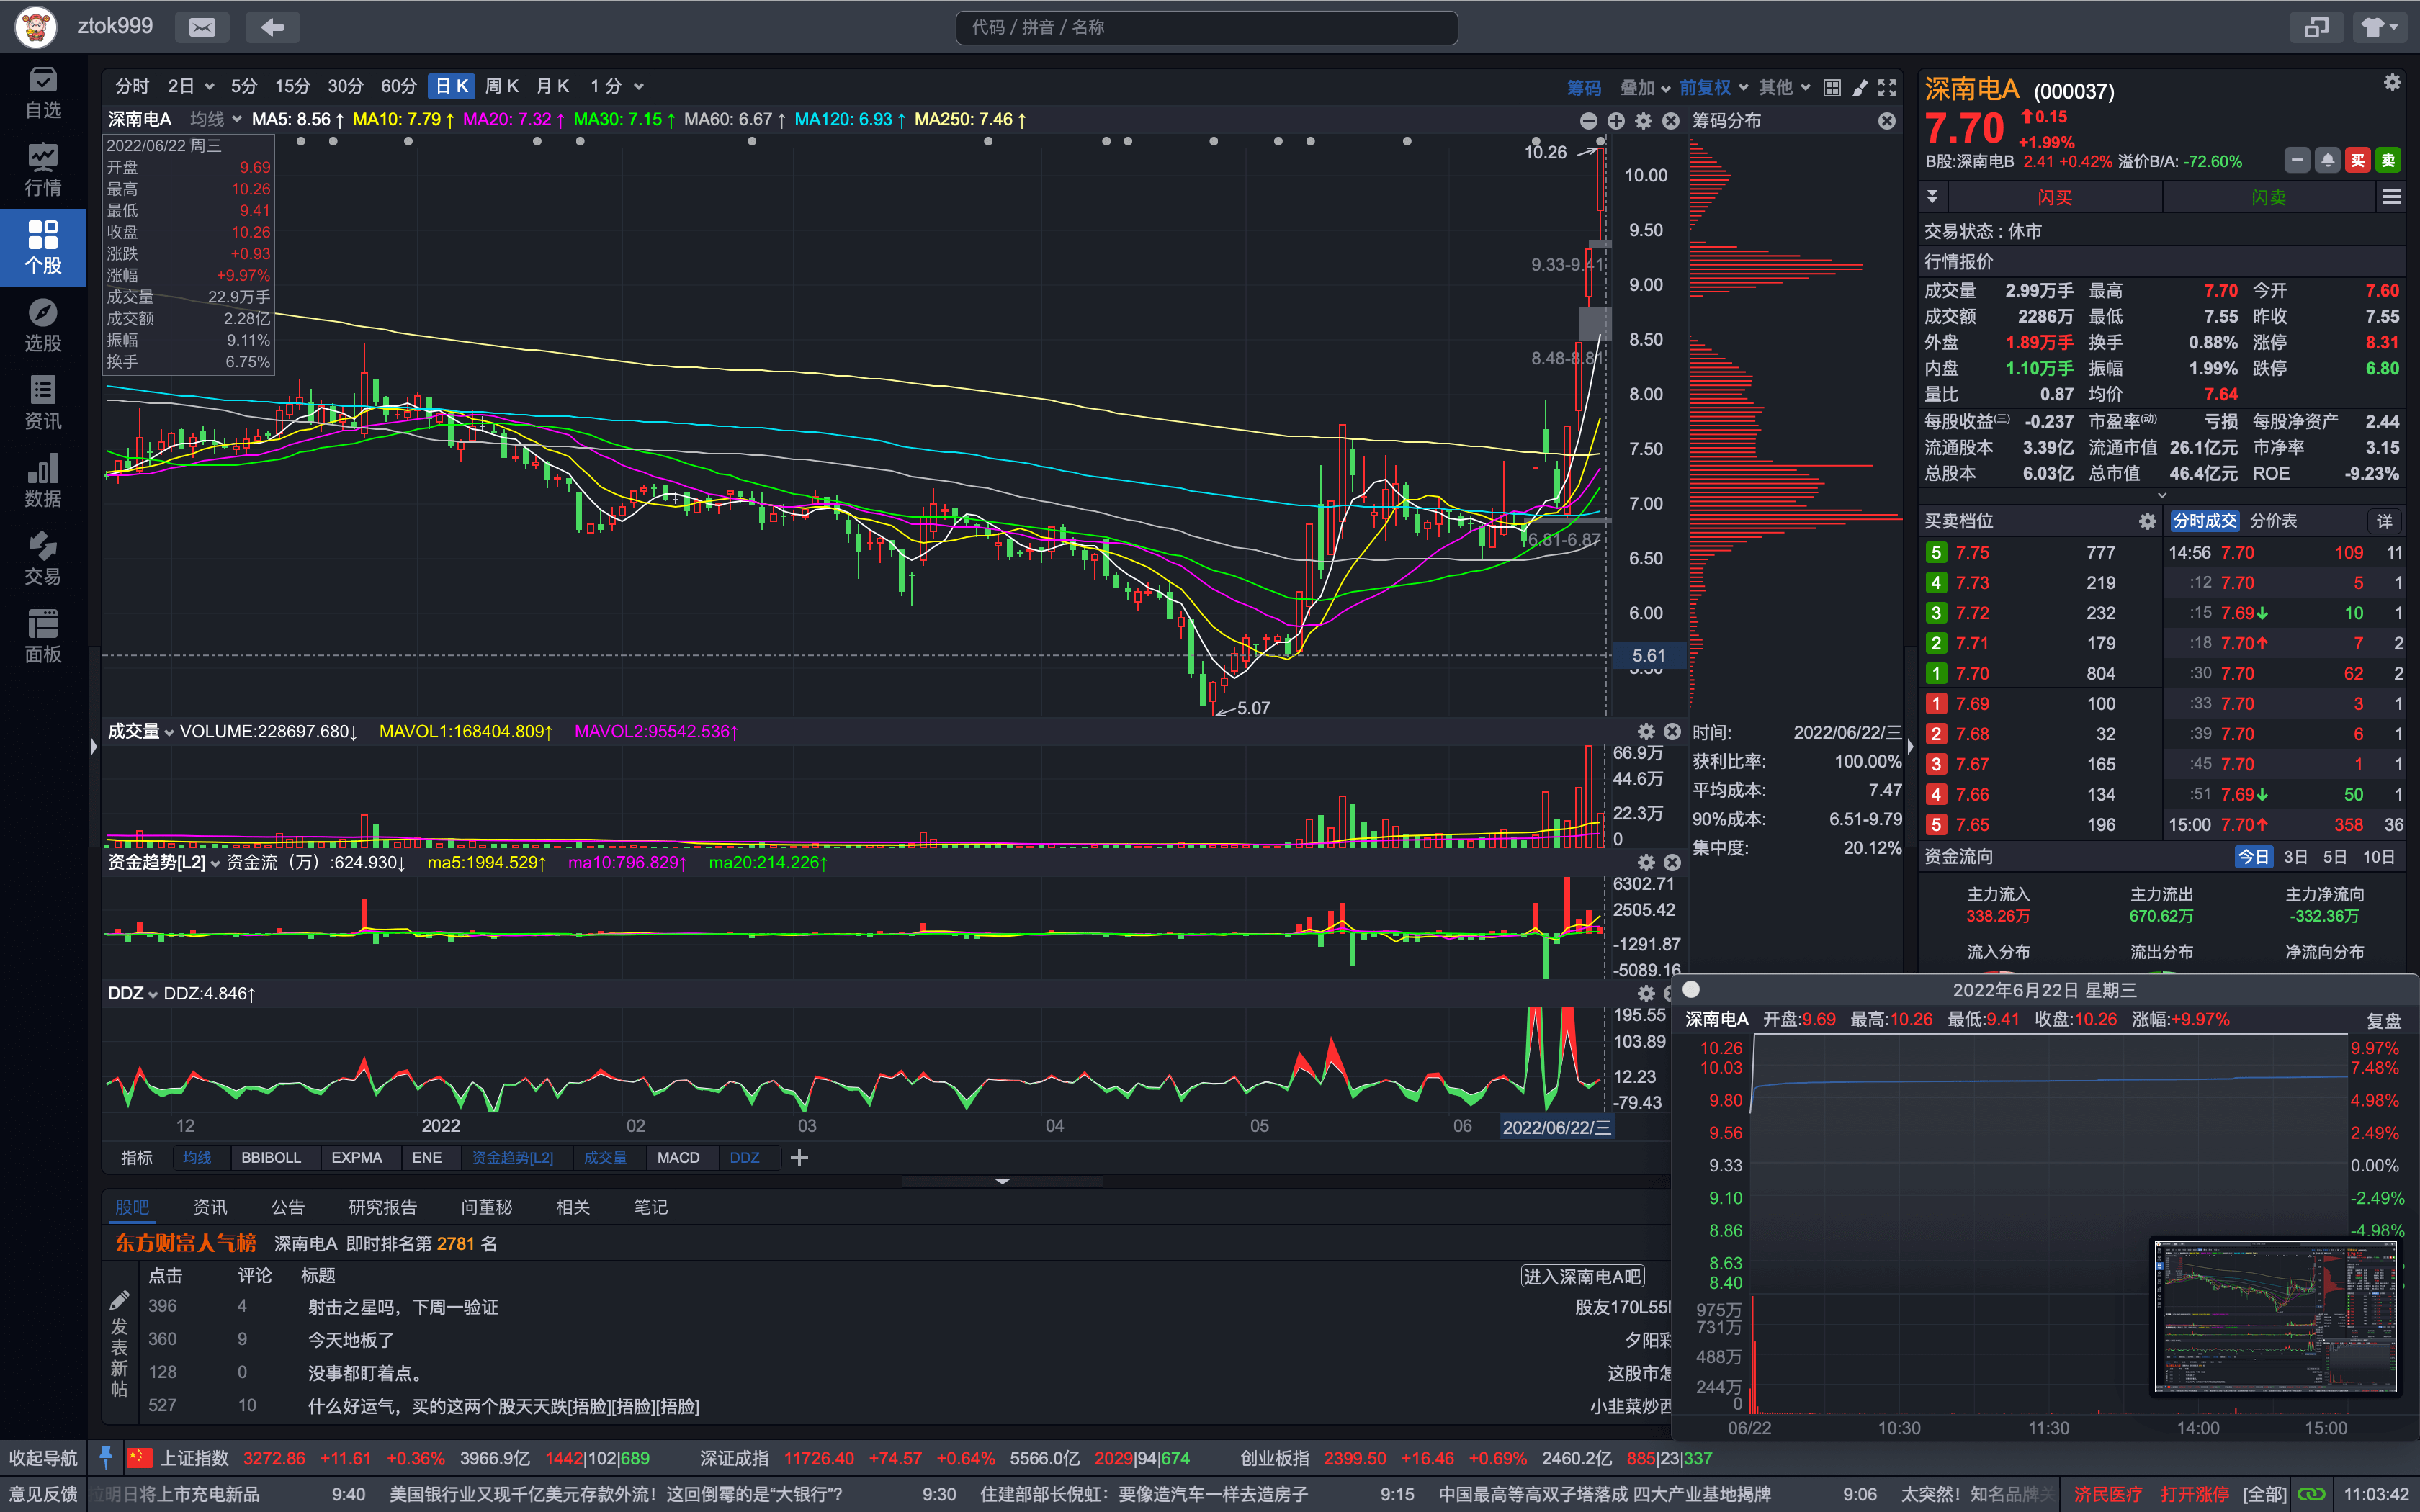 ztok999
代码 / 拼音 / 名称
自选
行情
个股
选股
资讯
数据
交易
面板
分时 2日 5分 15分 30分 60分 日K 周K 月K 1分 筹码 叠加 前复权 其他
深南电A 均线 MA5: 8.56↑ MA10: 7.79↑ MA20: 7.32↑ MA30: 7.15↑ MA60: 6.67↑ MA120: 6.93↑ MA250: 7.46↑
2022/06/22 周三
开盘 9.69
最高 10.26
最低 9.41
收盘 10.26
涨跌 +0.93
涨幅 +9.97%
成交量 22.9万手
成交额 2.28亿
振幅 9.11%
换手 6.75%
10.26
9.33-9.41
8.48-8.81
6.81-6.87
5.07
10.00
9.50
9.00
8.50
8.00
7.50
7.00
6.50
6.00
5.61
筹码分布
时间: 2022/06/22/三
获利比率: 100.00%
平均成本: 7.47
90%成本: 6.51-9.79
集中度: 20.12%
成交量 VOLUME:228697.680↓ MAVOL1:168404.809↑ MAVOL2:95542.536↑
66.9万
44.6万
22.3万
0
资金趋势[L2] 资金流（万）:624.930↓ ma5:1994.529↑ ma10:796.829↑ ma20:214.226↑
6302.71
2505.42
-1291.87
-5089.16
DDZ DDZ:4.846↑
195.55
103.89
12.23
-79.43
12 2022 02 03 04 05 06 2022/06/22/三
指标 均线 BBIBOLL EXPMA ENE 资金趋势[L2] 成交量 MACD DDZ
股吧 资讯 公告 研究报告 问董秘 相关 笔记
东方财富人气榜 深南电A 即时排名第 2781 名
点击 评论 标题 进入深南电A吧
396 4 射击之星吗，下周一验证 股友170L55
360 9 今天地板了 夕阳彩
128 0 没事都盯着点。 这股市怎
527 10 什么好运气，买的这两个股天天跌[捂脸][捂脸][捂脸] 小韭菜炒西
发表新帖
深南电A (000037)
7.70 0.15
+1.99%
B股:深南电B 2.41 +0.42% 溢价B/A: -72.60% 买 卖
闪买 闪卖
交易状态 : 休市
行情报价
成交量 2.99万手 最高 7.70 今开 7.60
成交额 2286万 最低 7.55 昨收 7.55
外盘 1.89万手 换手 0.88% 涨停 8.31
内盘 1.10万手 振幅 1.99% 跌停 6.80
量比 0.87 均价 7.64
每股收益(三) -0.237 市盈率(动) 亏损 每股净资产 2.44
流通股本 3.39亿 流通市值 26.1亿元 市净率 3.15
总股本 6.03亿 总市值 46.4亿元 ROE -9.23%
买卖档位 分时成交 分价表 详
5 7.75 777 14:56 7.70 109 11
4 7.73 219 :12 7.70 5 1
3 7.72 232 :15 7.69↓ 10 1
2 7.71 179 :18 7.70↑ 7 2
1 7.70 804 :30 7.70 62 2
1 7.69 100 :33 7.70 3 1
2 7.68 32 :39 7.70 6 1
3 7.67 165 :45 7.70 1 1
4 7.66 134 :51 7.69↓ 50 1
5 7.65 196 15:00 7.70↑ 358 36
资金流向 今日 3日 5日 10日
主力流入 主力流出 主力净流向
338.26万 670.62万 -332.36万
流入分布 流出分布 净流向分布
2022年6月22日 星期三
深南电A 开盘:9.69 最高:10.26 最低:9.41 收盘:10.26 涨幅:+9.97% 复盘
10.26 9.97%
10.03 7.48%
9.80 4.98%
9.56 2.49%
9.33 0.00%
9.10 -2.49%
8.86 -4.98%
8.63
8.40
975万
731万
488万
244万
0
06/22 10:30 11:30 14:00 15:00
收起导航 上证指数 3272.86 +11.61 +0.36% 3966.9亿 1442|102|689 深证成指 11726.40 +74.57 +0.64% 5566.0亿 2029|94|674 创业板指 2399.50 +16.46 +0.69% 2460.2亿 885|23|337
意见反馈 明日将上市充电新品 9:40 美国银行业又现千亿美元存款外流！这回倒霉的是“大银行”？ 9:30 住建部部长倪虹：要像造汽车一样去造房子 9:15 中国最高等高双子塔落成 四大产业基地揭牌 9:06 太突然！知名品牌关 济民医疗 打开涨停 [全部] 11:03:42